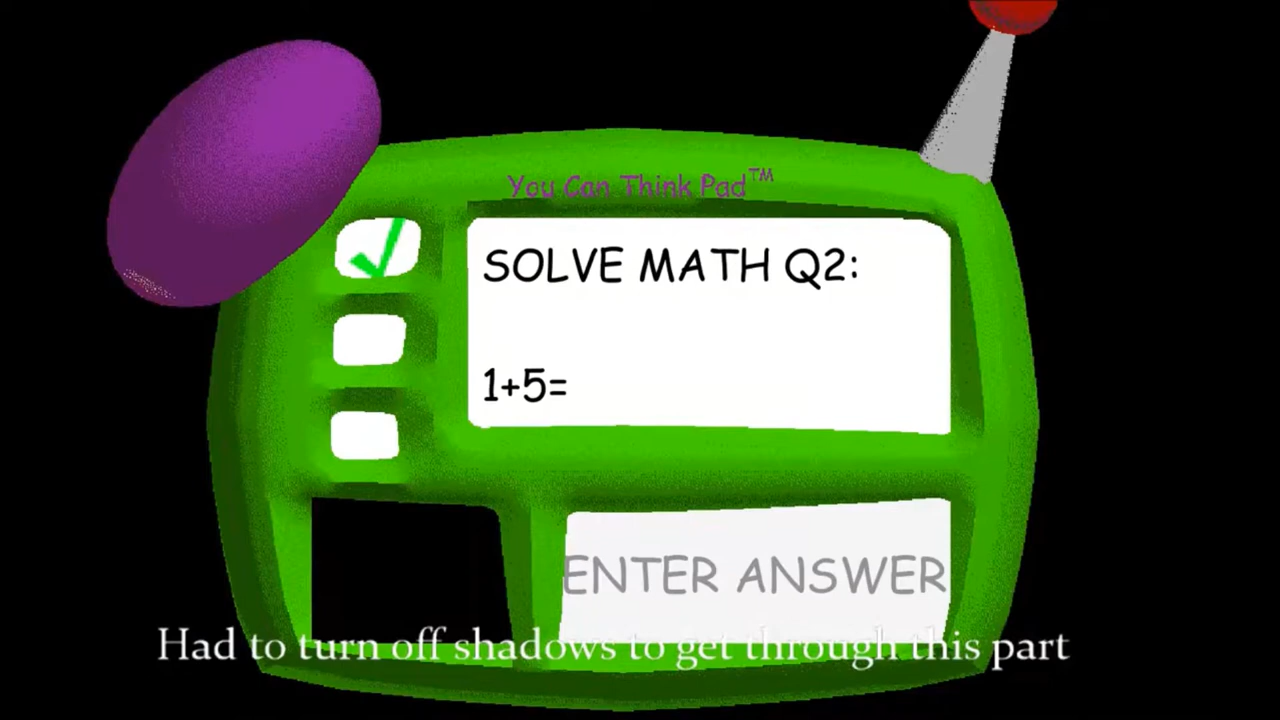 You Can Think Pad™
SOLVE MATH Q2:
1+5=
ENTER ANSWER
Had to turn off shadows to get through this part